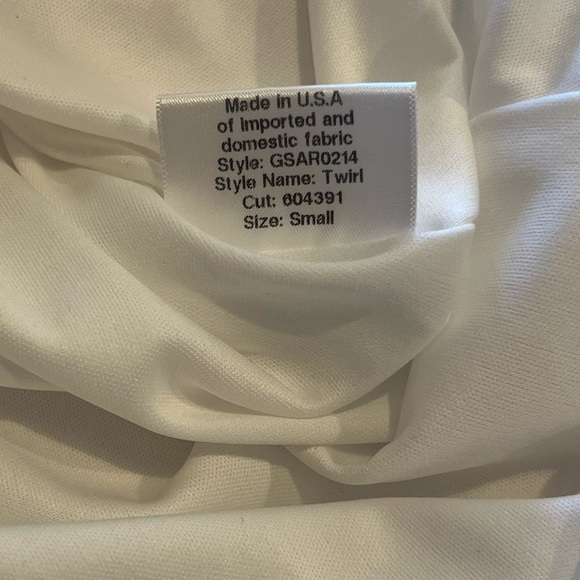 Made in U.S.A
of Imported and
domestic fabric
Style: GSAR0214
Style Name: Twirl
Cut: 604391
Size: Small